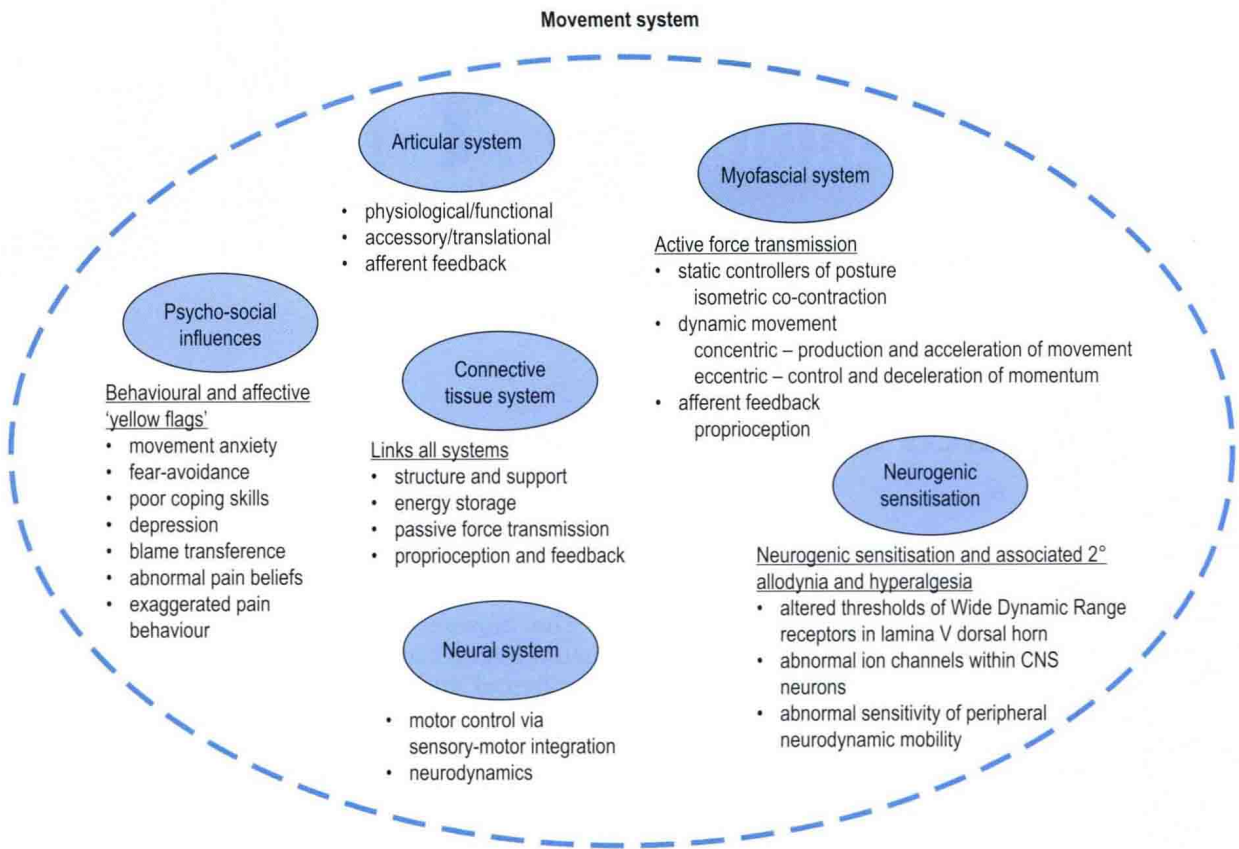 Movement system
Articular system
• physiological/functional
• accessory/translational
• afferent feedback
Myofascial system
Active force transmission
• static controllers of posture
isometric co-contraction
• dynamic movement
concentric – production and acceleration of movement
eccentric – control and deceleration of momentum
• afferent feedback
proprioception
Psycho-social
influences
Behavioural and affective
'yellow flags'
• movement anxiety
• fear-avoidance
• poor coping skills
• depression
• blame transference
• abnormal pain beliefs
• exaggerated pain
behaviour
Connective
tissue system
Links all systems
• structure and support
• energy storage
• passive force transmission
• proprioception and feedback
Neurogenic
sensitisation
Neurogenic sensitisation and associated 2°
allodynia and hyperalgesia
• altered thresholds of Wide Dynamic Range
receptors in lamina V dorsal horn
• abnormal ion channels within CNS
neurons
• abnormal sensitivity of peripheral
neurodynamic mobility
Neural system
• motor control via
sensory-motor integration
• neurodynamics